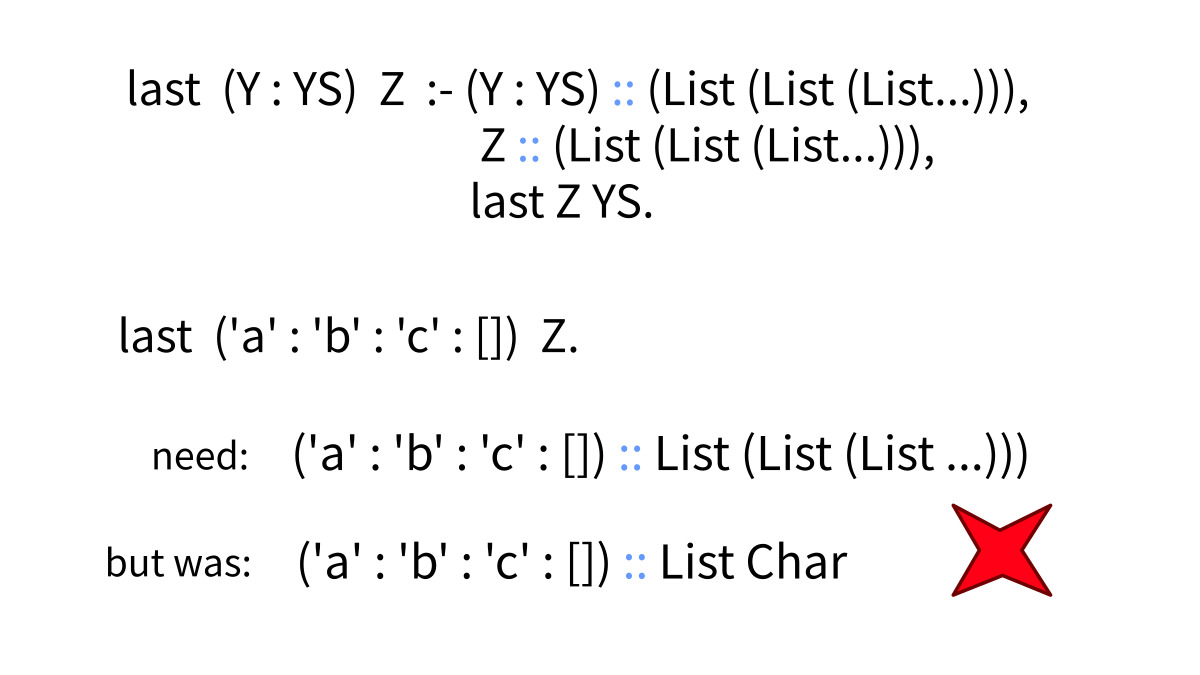 last (Y : YS) Z :- (Y : YS) :: (List (List (List...))),
Z :: (List (List (List...))),
last Z YS.
last ('a' : 'b' : 'c' : []) Z.
need: ('a' : 'b' : 'c' : []) :: List (List (List ...)))
but was: ('a' : 'b' : 'c' : []) :: List Char